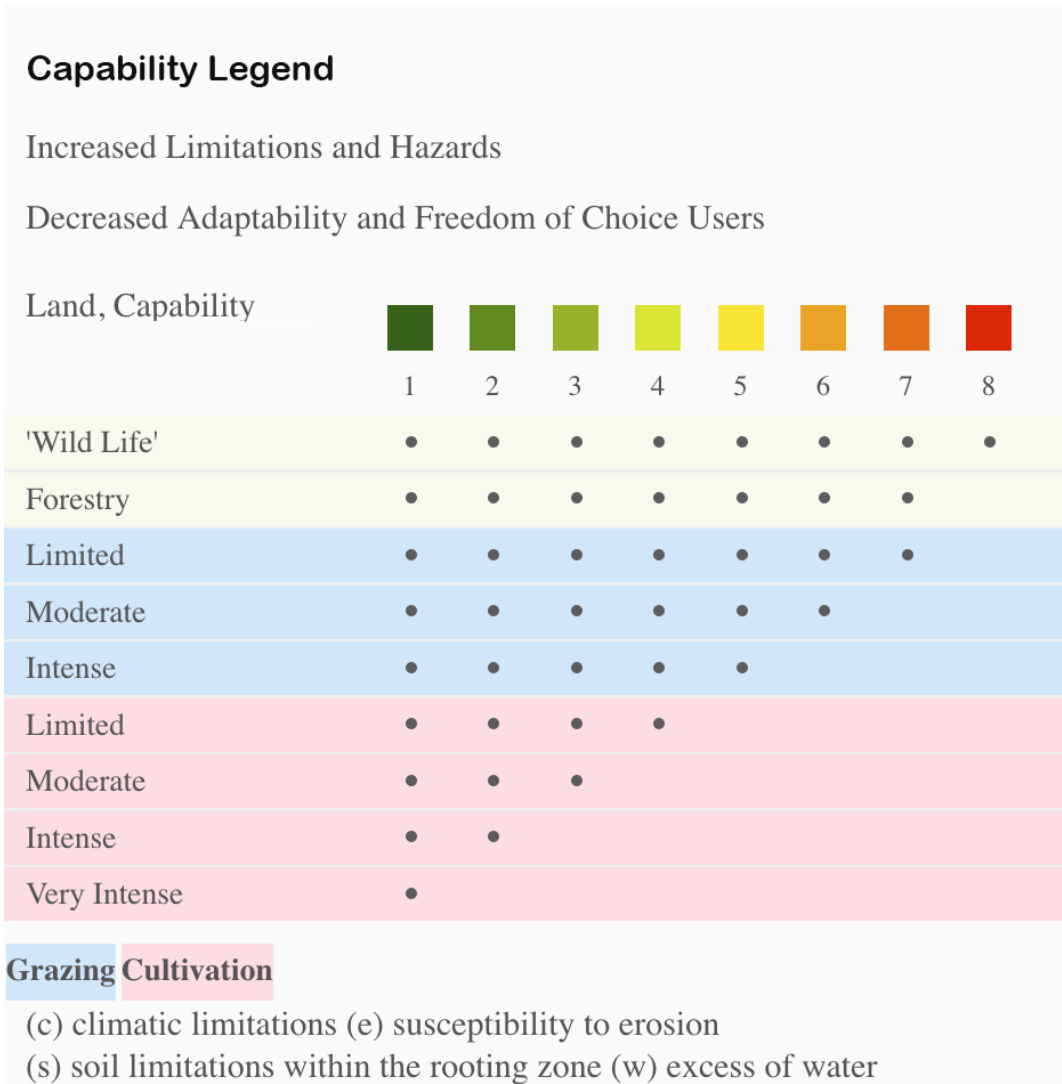 Capability Legend
Increased Limitations and Hazards
Decreased Adaptability and Freedom of Choice Users
Land, Capability
1 2 3 4 5 6 7 8
'Wild Life' • • • • • • • •
Forestry • • • • • • •
Limited • • • • • • •
Moderate • • • • • •
Intense • • • • •
Limited • • • •
Moderate • • •
Intense • •
Very Intense •
Grazing Cultivation
(c) climatic limitations (e) susceptibility to erosion
(s) soil limitations within the rooting zone (w) excess of water